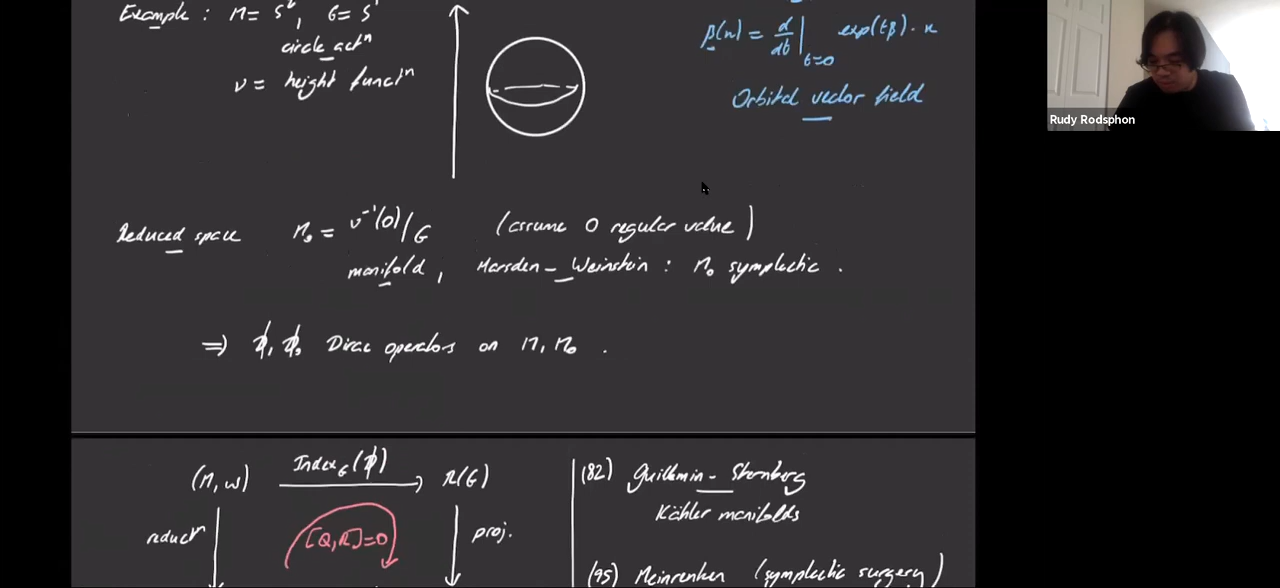 Example : M = S², G = S¹
circle actⁿ
ν = height functⁿ
β(x) = d/dt |t=0 exp(tβ) · x
Orbital vector field
Reduced space M₀ = ν⁻¹(0)/G (assume 0 regular value)
manifold, Marsden - Weinstein : M₀ symplectic .
⇒ D̸, D̸₀ Dirac operators on M, M₀ .
(M, ω) Index_G(D̸) R(G)
reductⁿ [Q,R]=0 proj.
(82) Guillemin - Sternberg
Kähler manifolds
(95) Meinrenken (symplectic surgery)
Rudy Rodsphon